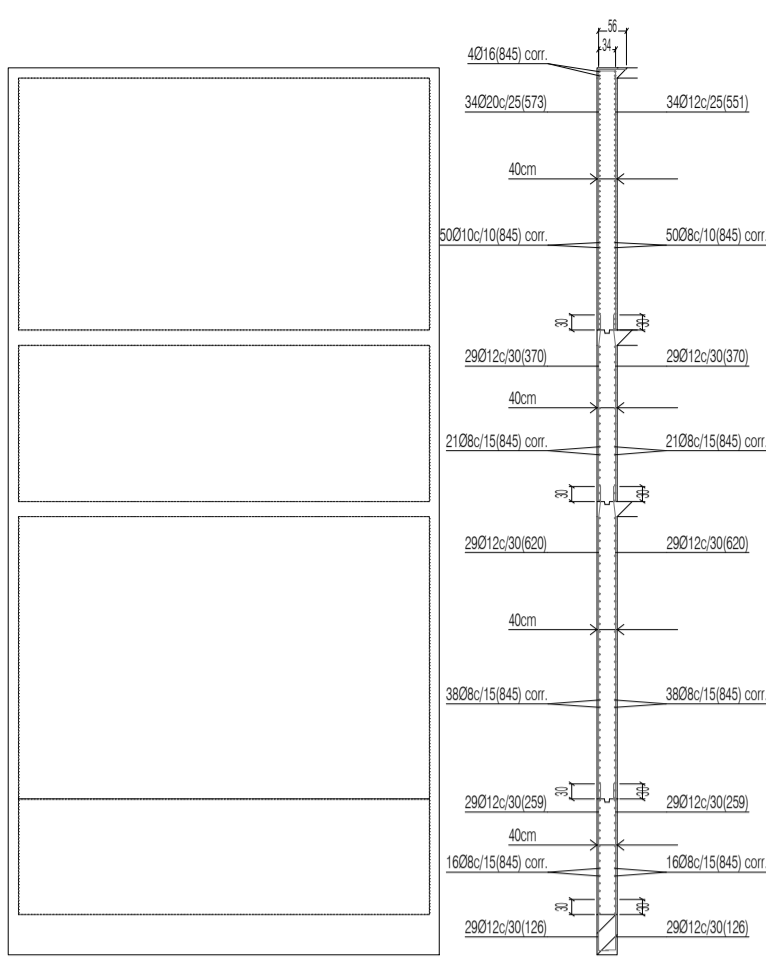 56
34
4Ø16(845) corr.
34Ø20c/25(573) 34Ø12c/25(551)
40cm
50Ø10c/10(845) corr. 50Ø8c/10(845) corr.
30 30
29Ø12c/30(370) 29Ø12c/30(370)
40cm
21Ø8c/15(845) corr. 21Ø8c/15(845) corr.
30 30
29Ø12c/30(620) 29Ø12c/30(620)
40cm
38Ø8c/15(845) corr. 38Ø8c/15(845) corr.
30 30
29Ø12c/30(259) 29Ø12c/30(259)
40cm
16Ø8c/15(845) corr. 16Ø8c/15(845) corr.
30 30
29Ø12c/30(126) 29Ø12c/30(126)